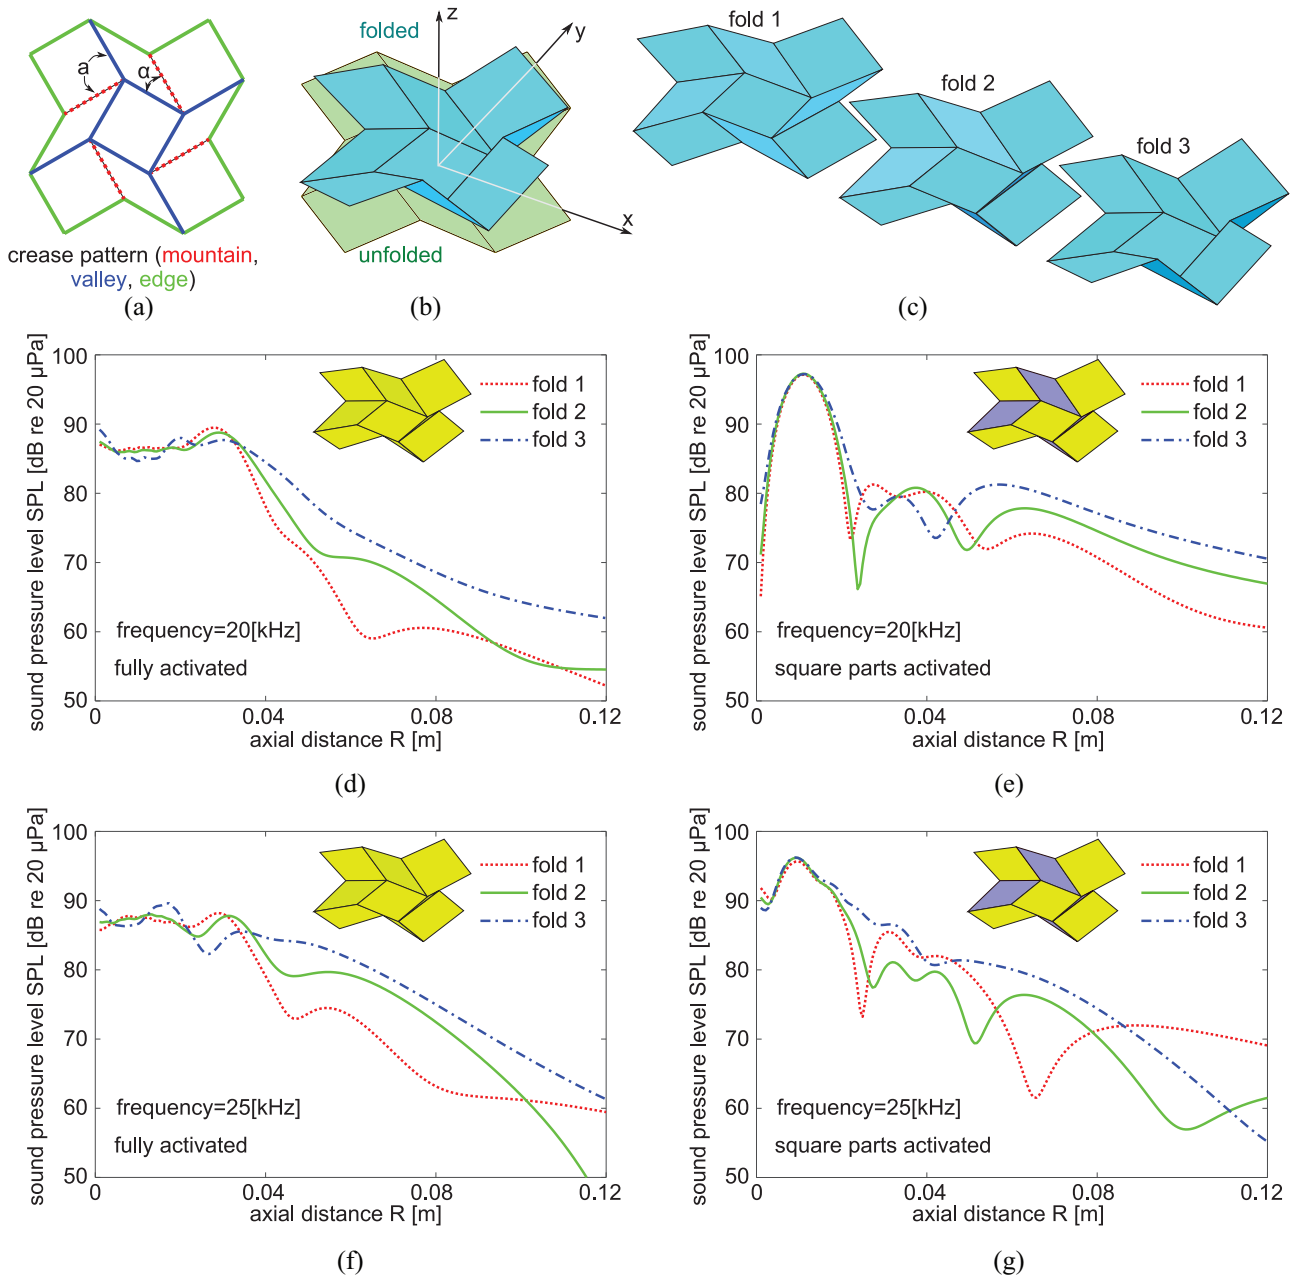 a
α
crease pattern (mountain,
valley, edge)
(a)
folded
z
y
x
unfolded
(b)
fold 1
fold 2
fold 3
(c)
sound pressure level SPL [dB re 20 µPa]
100
90
80
70
60
50
0
0.04
0.08
0.12
axial distance R [m]
fold 1
fold 2
fold 3
frequency=20[kHz]
fully activated
(d)
sound pressure level SPL [dB re 20 µPa]
100
90
80
70
60
50
0
0.04
0.08
0.12
axial distance R [m]
fold 1
fold 2
fold 3
frequency=20[kHz]
square parts activated
(e)
sound pressure level SPL [dB re 20 µPa]
100
90
80
70
60
50
0
0.04
0.08
0.12
axial distance R [m]
fold 1
fold 2
fold 3
frequency=25[kHz]
fully activated
(f)
sound pressure level SPL [dB re 20 µPa]
100
90
80
70
60
50
0
0.04
0.08
0.12
axial distance R [m]
fold 1
fold 2
fold 3
frequency=25[kHz]
square parts activated
(g)